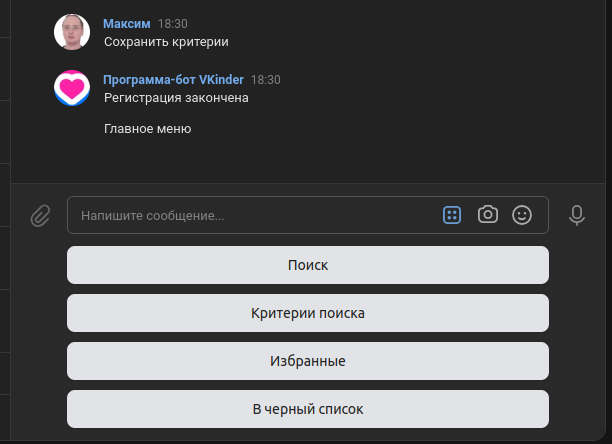 Максим 18:30
Сохранить критерии
Программа-бот VKinder 18:30
Регистрация закончена
Главное меню
Напишите сообщение...
Поиск
Критерии поиска
Избранные
В черный список